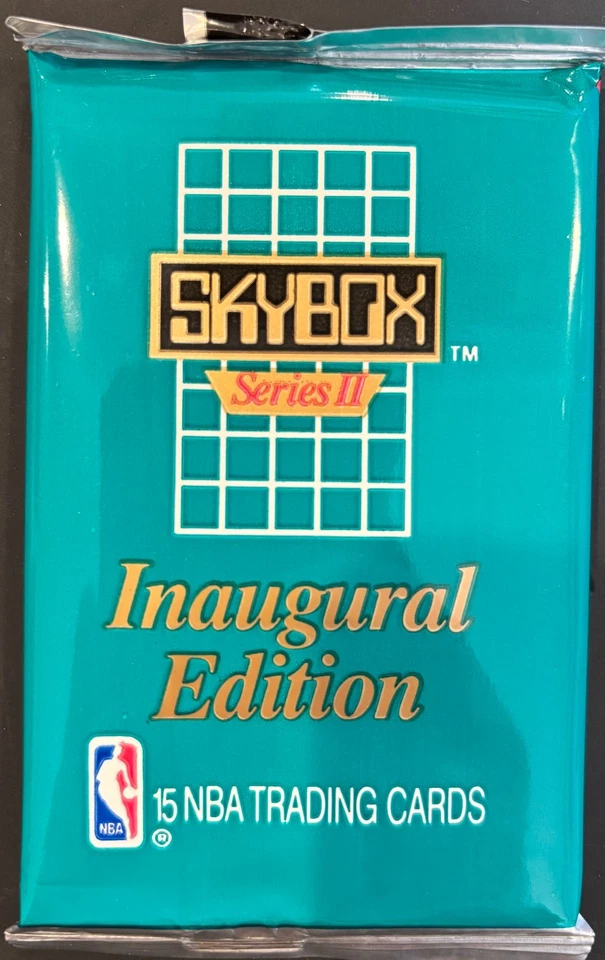 SKYBOX TM
Series II
Inaugural
Edition
NBA
® 15 NBA TRADING CARDS